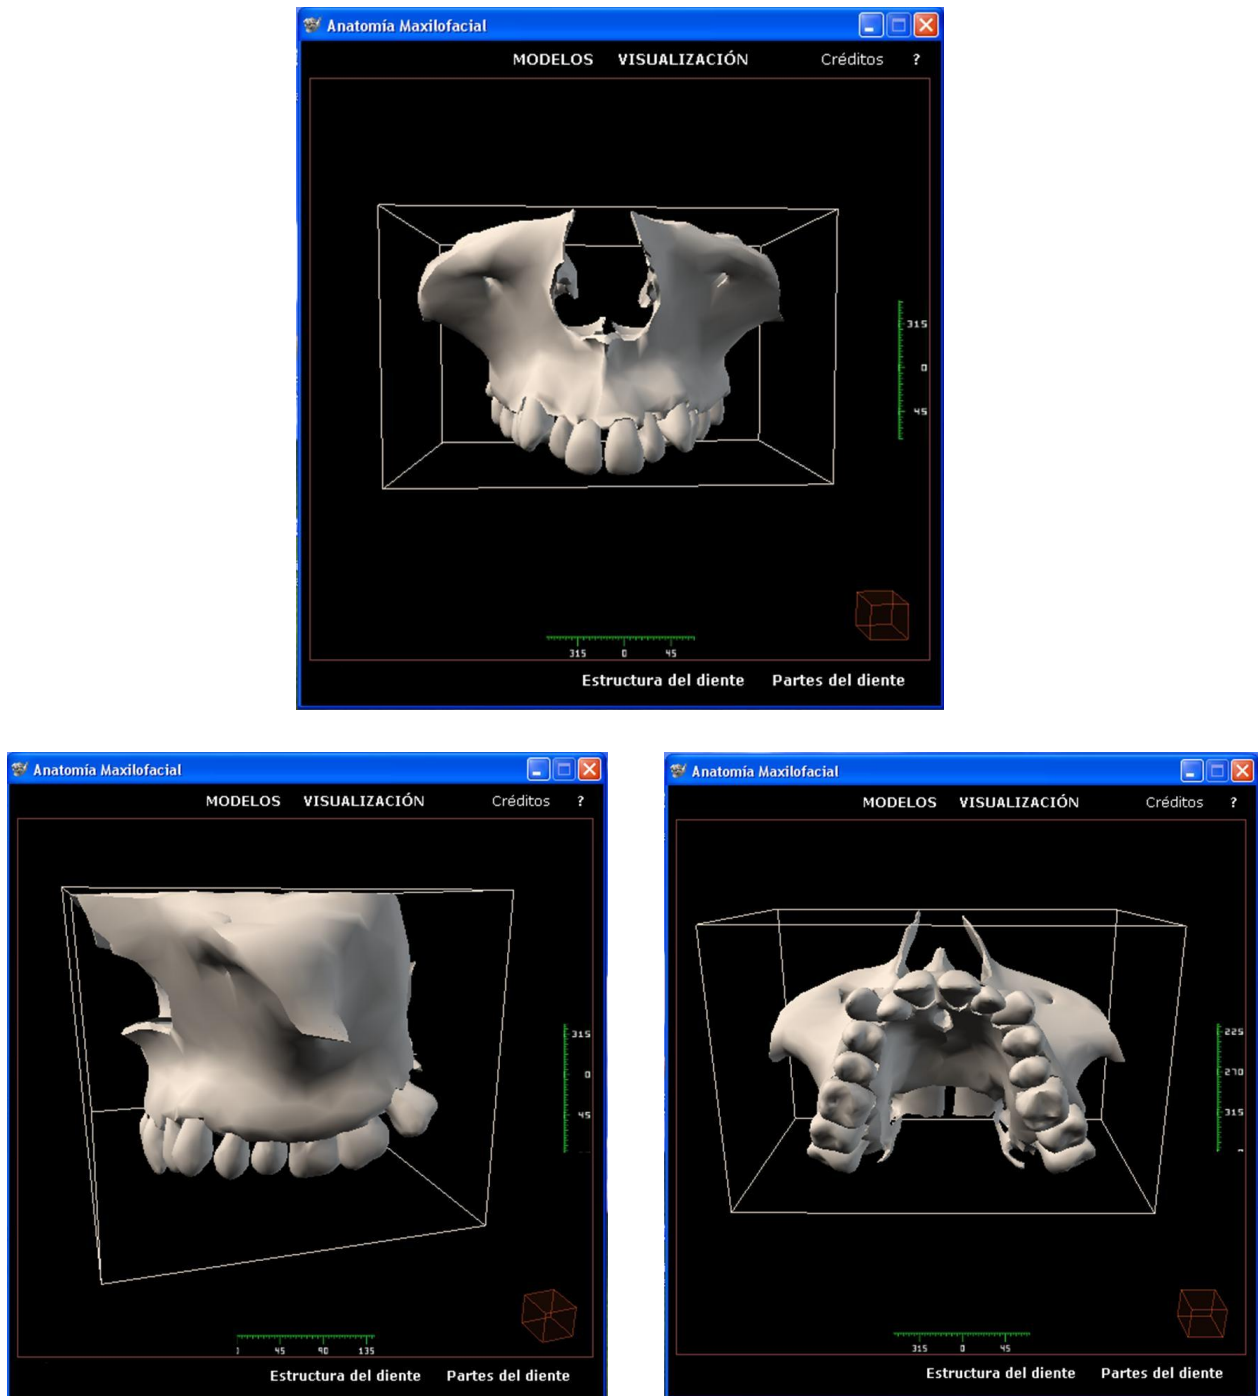 Anatomía Maxilofacial
MODELOS VISUALIZACIÓN Créditos ?
315
0
45
315 0 45
Estructura del diente Partes del diente
Anatomía Maxilofacial
MODELOS VISUALIZACIÓN Créditos ?
315
0
45
45 90 135
Estructura del diente Partes del diente
Anatomía Maxilofacial
MODELOS VISUALIZACIÓN Créditos ?
225
270
315
315 0 45
Estructura del diente Partes del diente